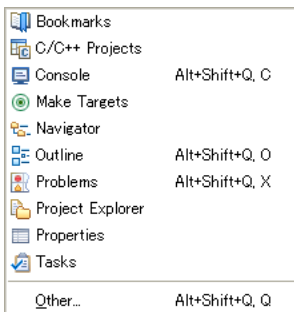 Bookmarks
C/C++ Projects
Console Alt+Shift+Q, C
Make Targets
Navigator
Outline Alt+Shift+Q, O
Problems Alt+Shift+Q, X
Project Explorer
Properties
Tasks
Other... Alt+Shift+Q, Q